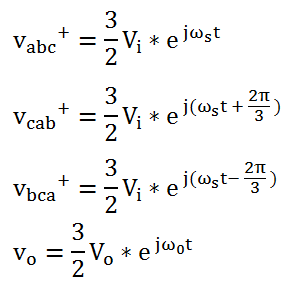 v_abc^+ = 3/2 V_i * e^{jω_s t}
v_cab^+ = 3/2 V_i * e^{j(ω_s t + 2π/3)}
v_bca^+ = 3/2 V_i * e^{j(ω_s t − 2π/3)}
v_o = 3/2 V_o * e^{jω_0 t}